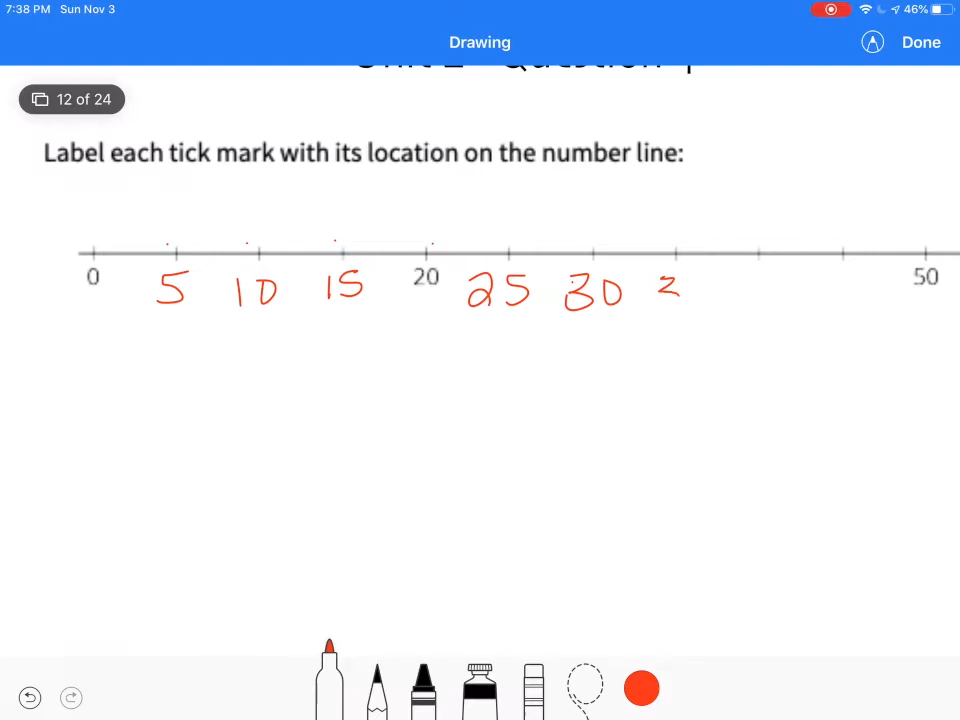 7:38 PM Sun Nov 3 46%
Drawing Done
12 of 24
Label each tick mark with its location on the number line:
0 5 10 15 20 25 30 50